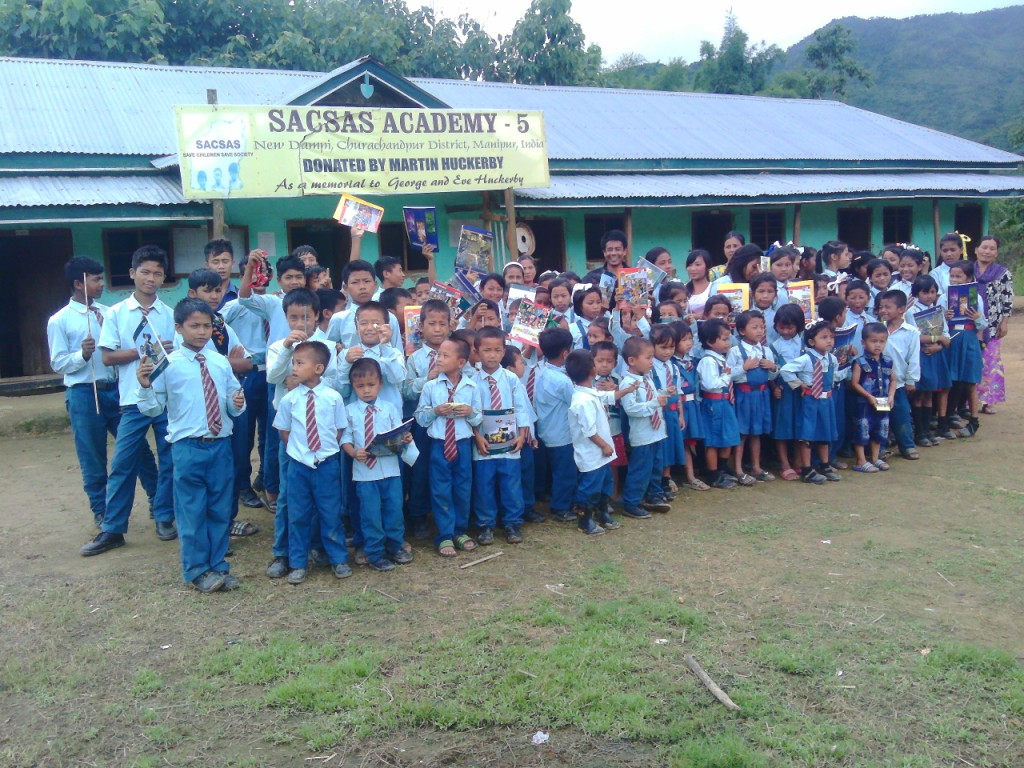 SACSAS ACADEMY - 5
SACSAS
SAVE CHILDREN SAVE SOCIETY
New Dampi, Churachandpur District, Manipur, India
DONATED BY MARTIN HUCKERBY
As a memorial to George and Eve Huckerby